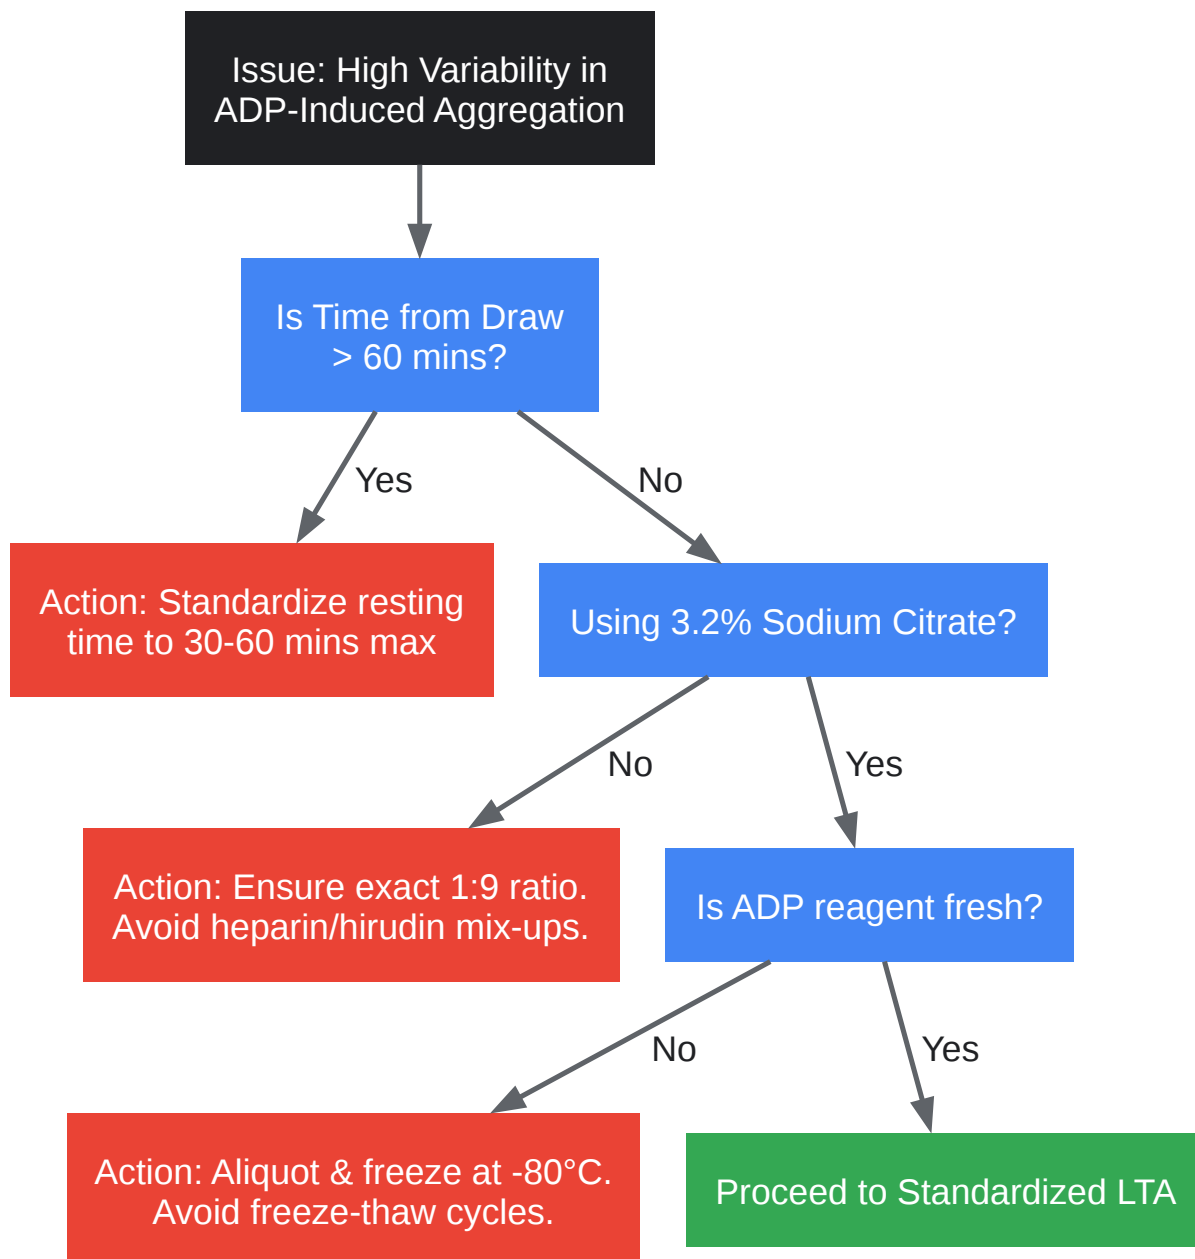 Issue: High Variability in
ADP-Induced Aggregation
Is Time from Draw
> 60 mins?
Yes
No
Action: Standardize resting
time to 30-60 mins max
Using 3.2% Sodium Citrate?
No
Yes
Action: Ensure exact 1:9 ratio.
Avoid heparin/hirudin mix-ups.
Is ADP reagent fresh?
No
Yes
Action: Aliquot & freeze at -80°C.
Avoid freeze-thaw cycles.
Proceed to Standardized LTA